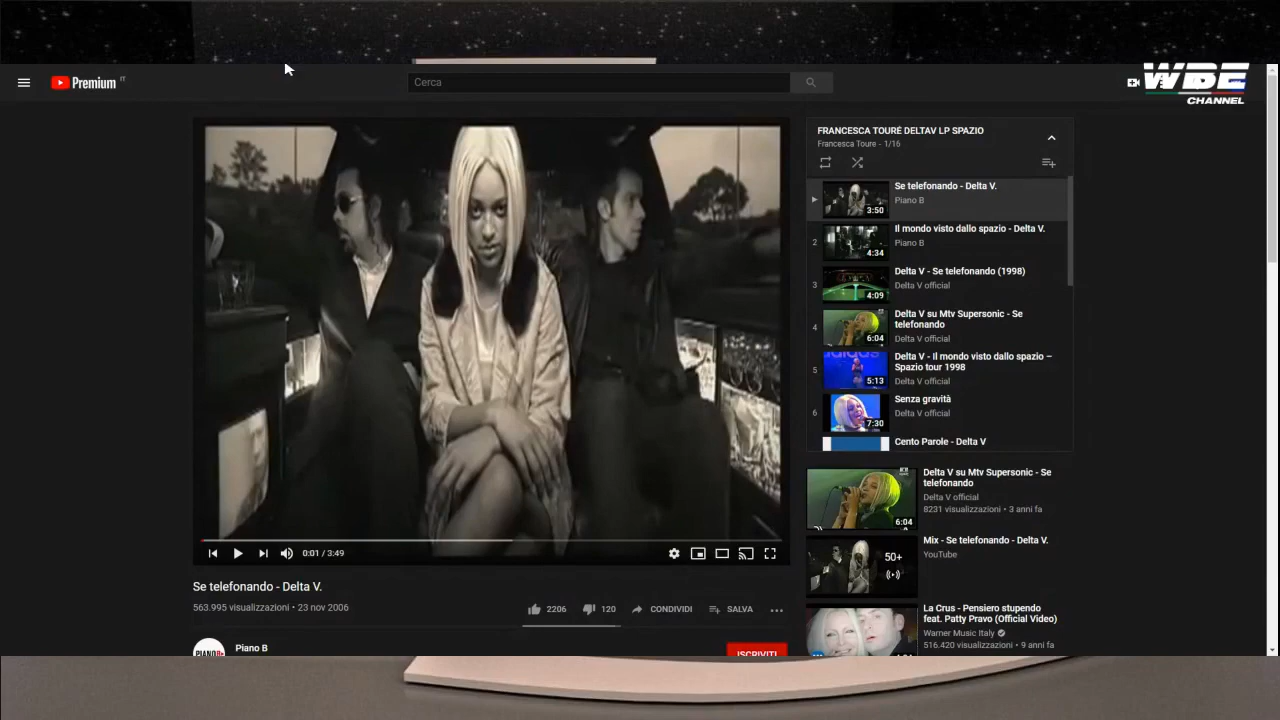 WBE
CHANNEL
Premium IT
Cerca
Se telefonando - Delta V.
563.995 visualizzazioni • 23 nov 2006
0:01 / 3:49
2206
120
CONDIVIDI
SALVA
PIANO B
Piano B
ISCRIVITI
FRANCESCA TOURÈ DELTAV LP SPAZIO
Francesca Toure - 1/16
Se telefonando - Delta V.
Piano B
3:50
2
Il mondo visto dallo spazio - Delta V.
Piano B
4:34
3
Delta V - Se telefonando (1998)
Delta V official
4:09
4
Delta V su Mtv Supersonic - Se
telefonando
Delta V official
6:04
5
Delta V - Il mondo visto dallo spazio –
Spazio tour 1998
Delta V official
adidas
5:13
6
Senza gravità
Delta V official
7:30
Cento Parole - Delta V
Delta V su Mtv Supersonic - Se
telefonando
Delta V official
8231 visualizzazioni • 3 anni fa
6:04
Mix - Se telefonando - Delta V.
YouTube
50+
La Crus - Pensiero stupendo
feat. Patty Pravo (Official Video)
Warner Music Italy
516.420 visualizzazioni • 9 anni fa